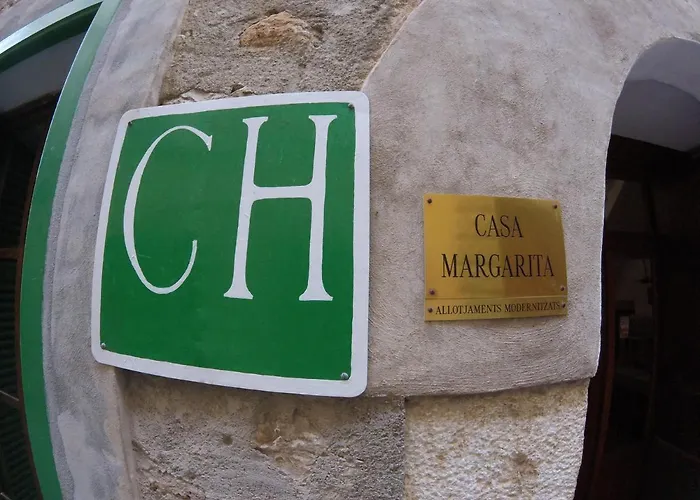 CH
CASA
MARGARITA
ALLOTJAMENTS MODERNITZATS